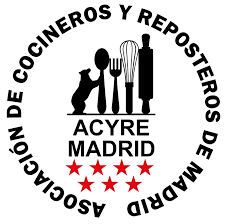 ASOCIACIÓN DE COCINEROS Y REPOSTEROS DE MADRID
ACYRE
MADRID